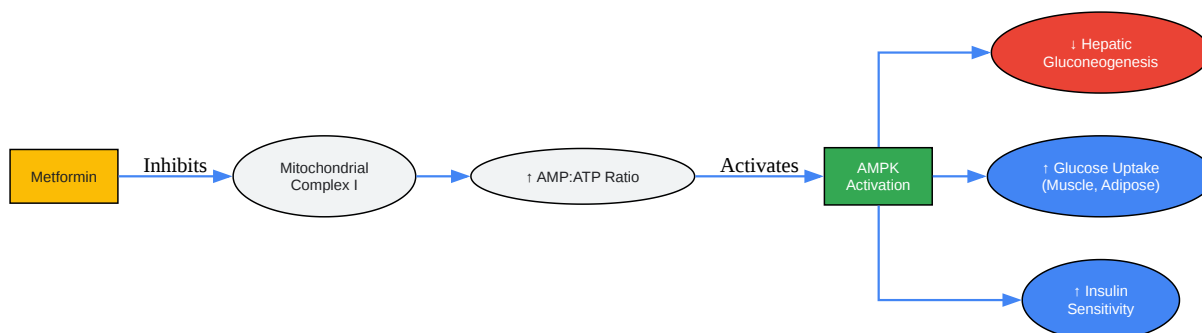 Metformin
Inhibits
Mitochondrial
Complex I
↑ AMP:ATP Ratio
Activates
AMPK
Activation
↓ Hepatic
Gluconeogenesis
↑ Glucose Uptake
(Muscle, Adipose)
↑ Insulin
Sensitivity